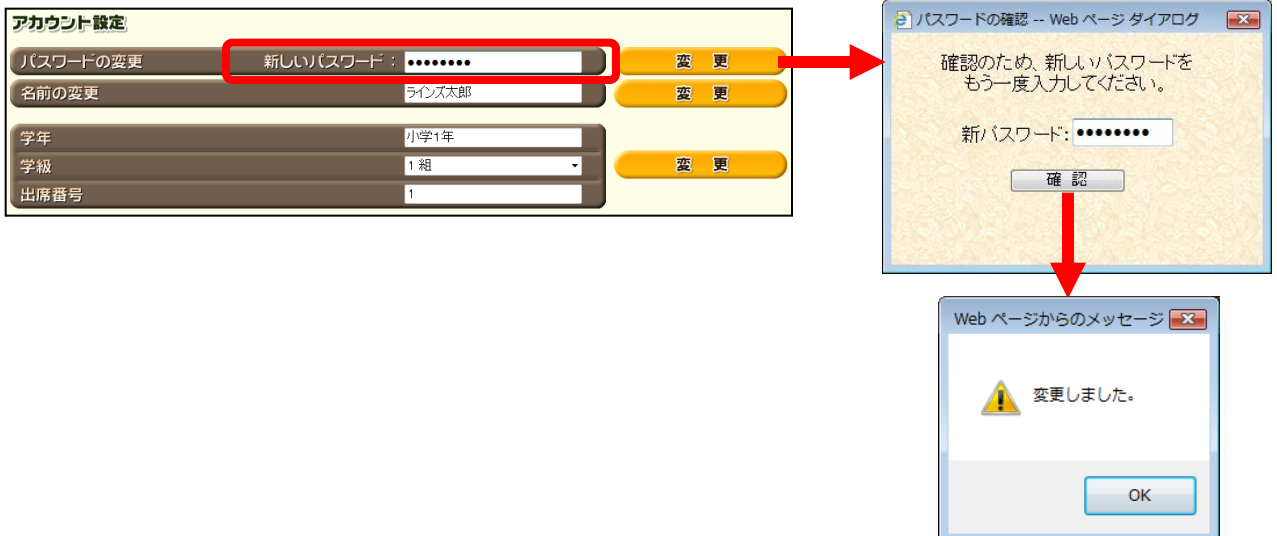 アカウント設定
パスワードの変更 新しいパスワード： ●●●●●●●● 変 更
名前の変更 ラインズ太郎 変 更
学年 小学1年
学級 1 組 変 更
出席番号 1
パスワードの確認 -- Web ページ ダイアログ
確認のため、新しいパスワードを
もう一度入力してください。
新パスワード: ●●●●●●●●
確 認
Web ページからのメッセージ
変更しました。
OK